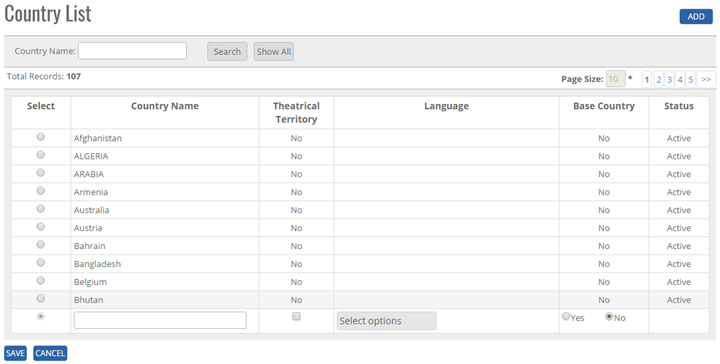 Country List
ADD
Country Name: Search Show All
Total Records: 107 Page Size: 10 * 1 2 3 4 5 >>
Select Country Name Theatrical Territory Language Base Country Status
Afghanistan No No Active
ALGERIA No No Active
ARABIA No No Active
Armenia No No Active
Australia No No Active
Austria No No Active
Bahrain No No Active
Bangladesh No No Active
Belgium No No Active
Bhutan No No Active
Select options Yes No
SAVE CANCEL